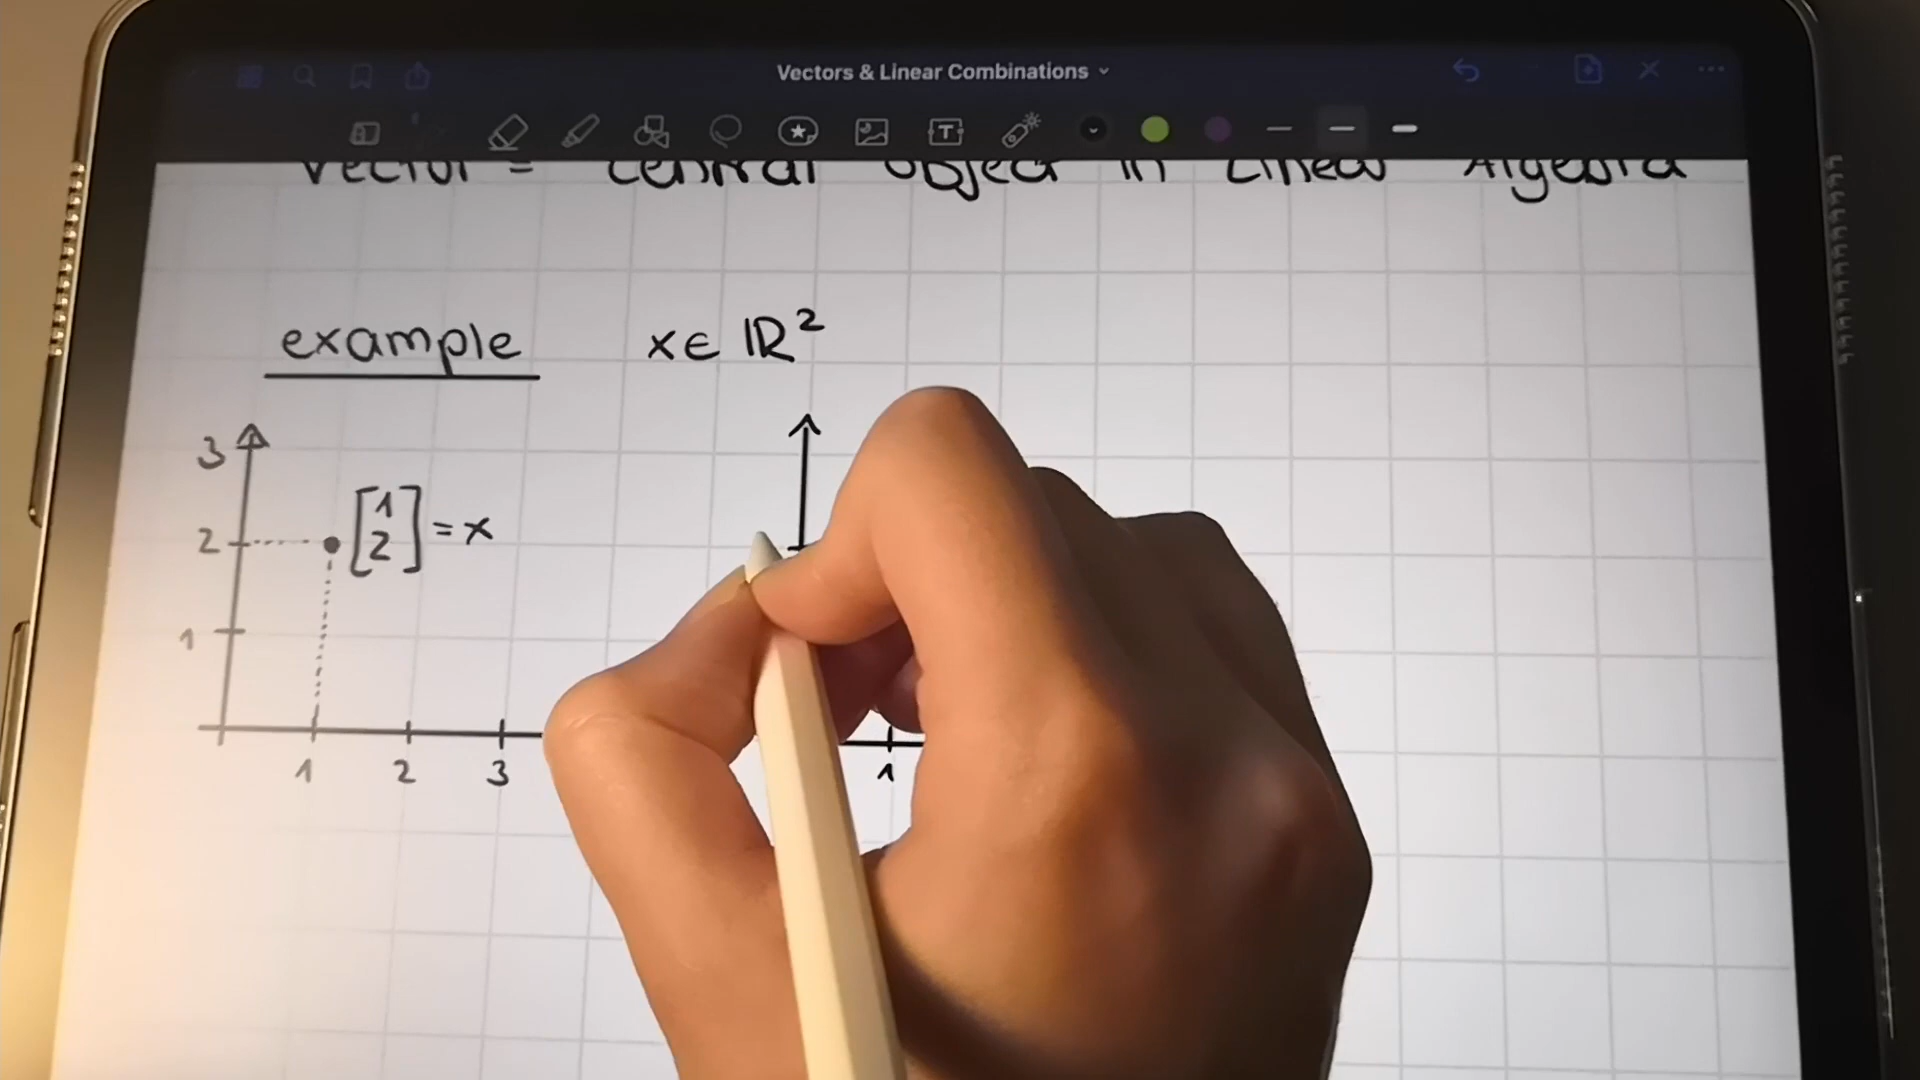 Vectors & Linear Combinations
Vector = central object in Linear Algebra
example x∈ ℝ²
3
2 [1 2] = x
1
1 2 3 1